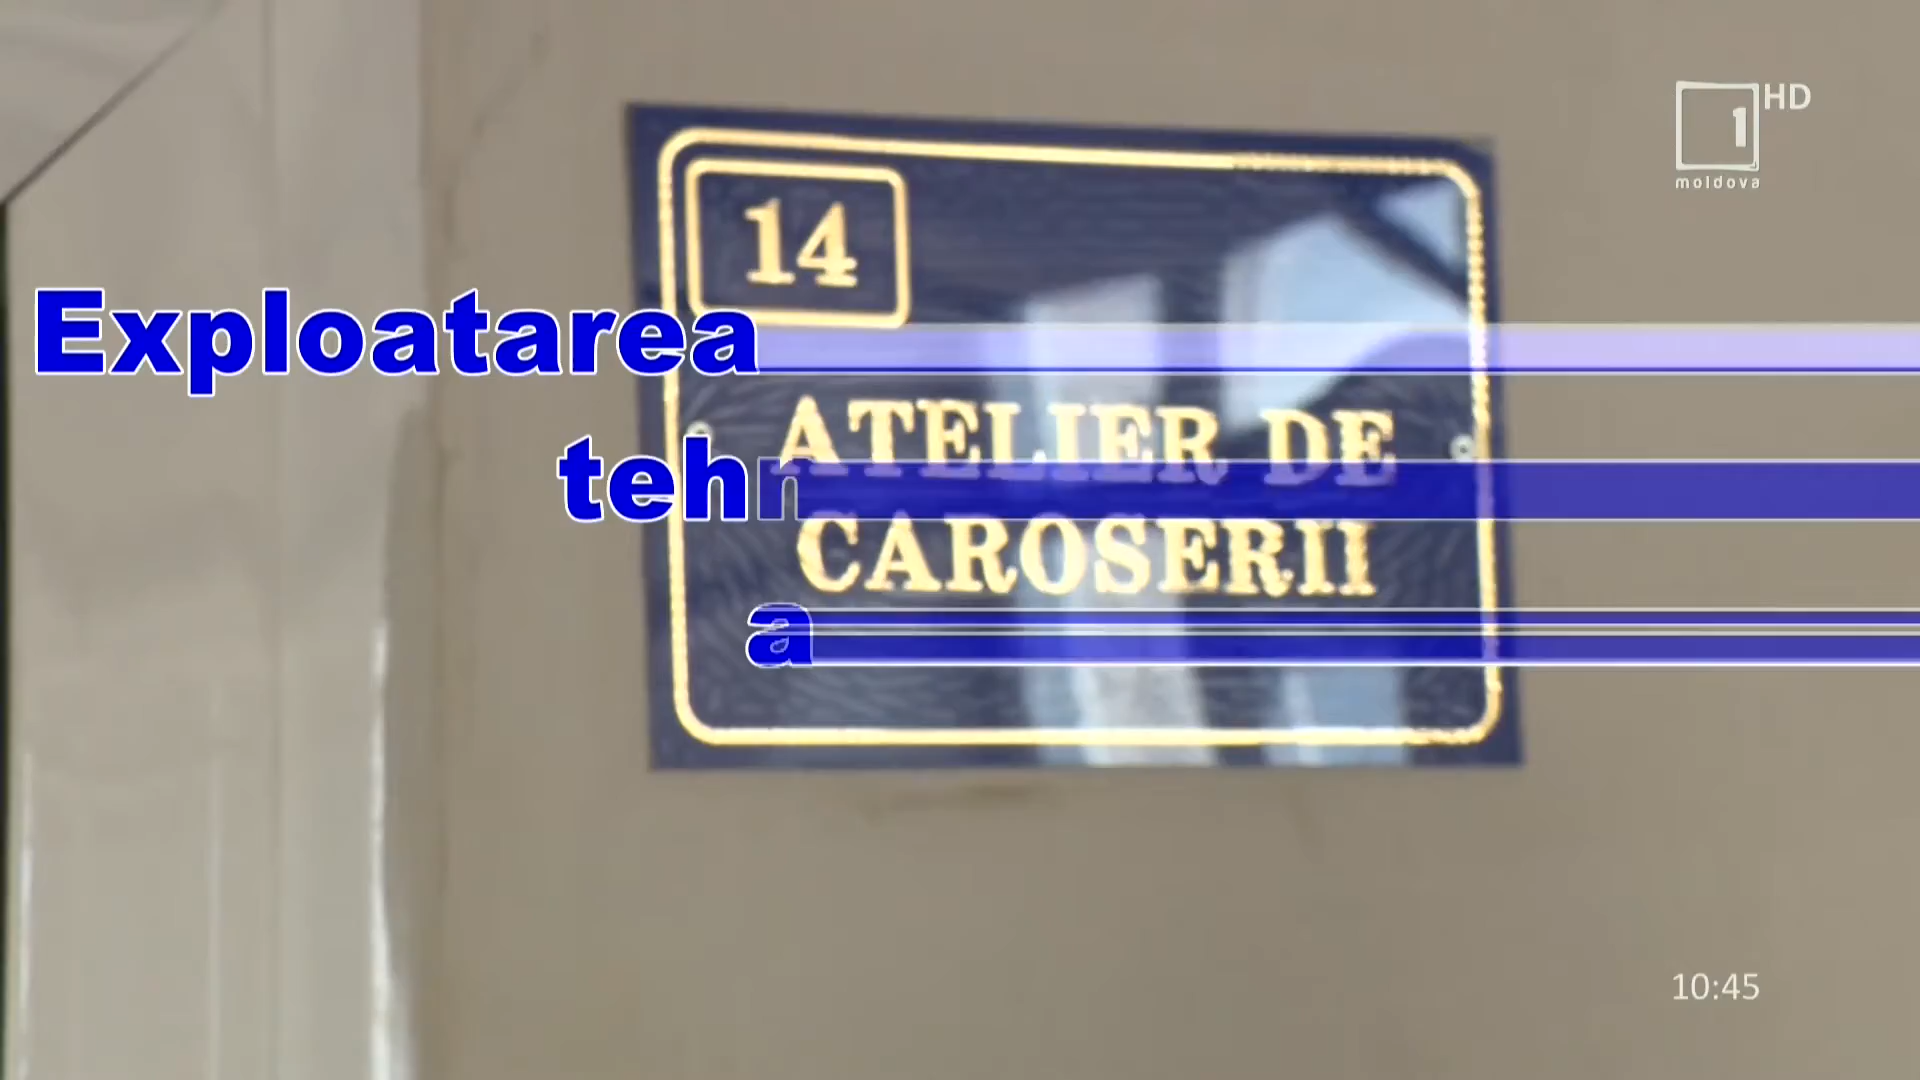 HD
1
moldova
14
Exploatarea
ATELIER DE
teh
CAROSERII
a
10:45